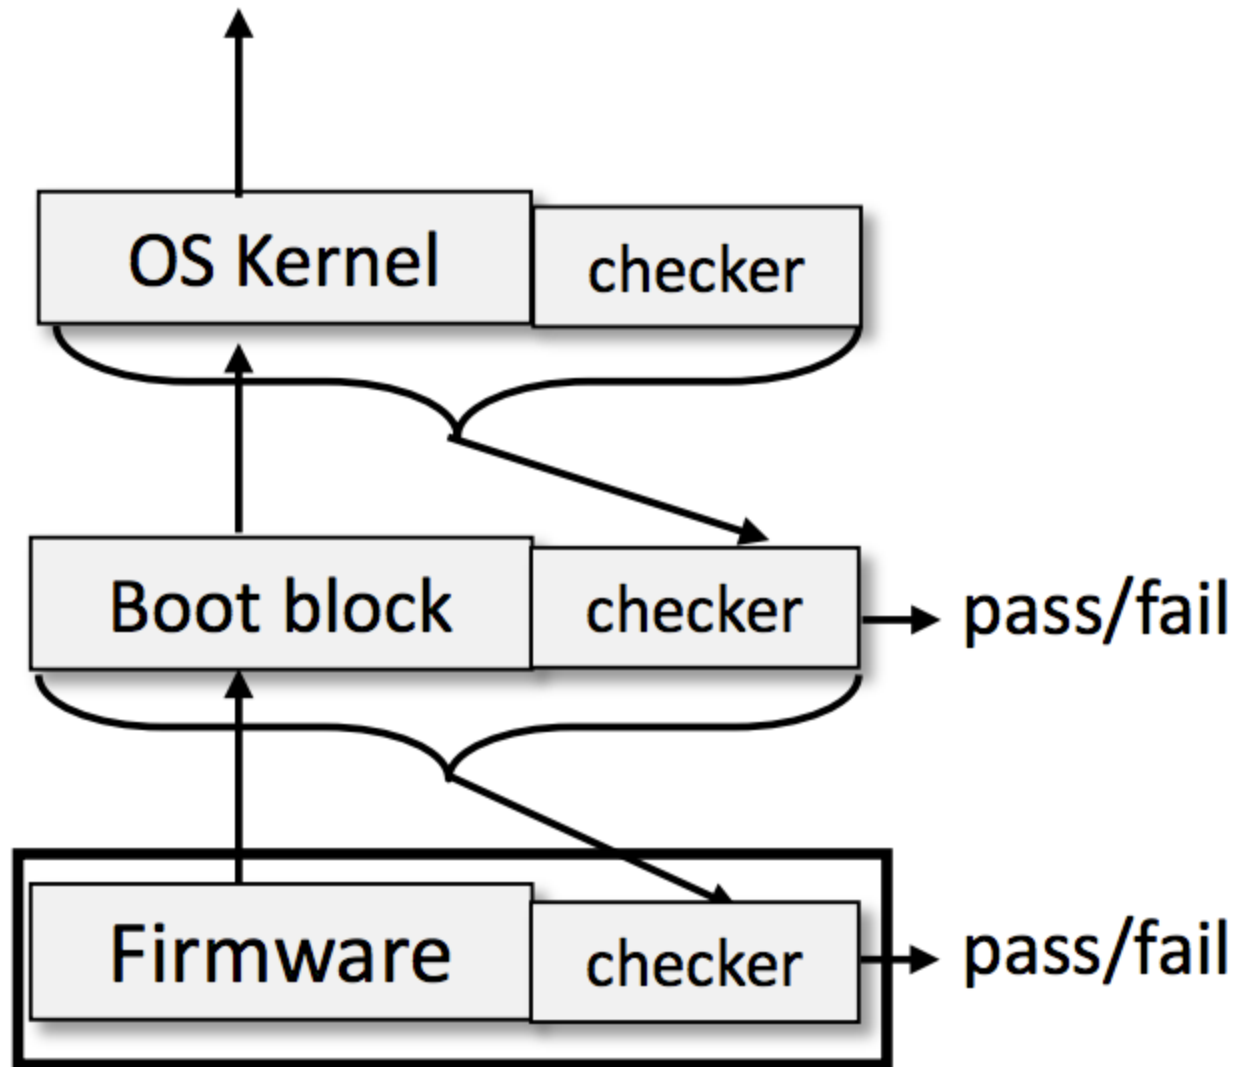 OS Kernel
checker
Boot block
checker
pass/fail
Firmware
checker
pass/fail